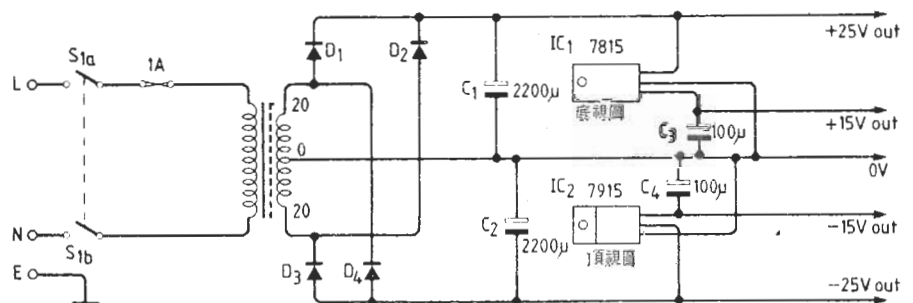 +25V out
S1a
1A
D1
D2
IC1 7815
L
C1
2200µ
20
底視圖
C3
100µ
+15V out
0
0V
IC2 7915
C4
100µ
20
N
C2
-15V out
S1b
2200µ
頂視圖
E
D3
D4
-25V out